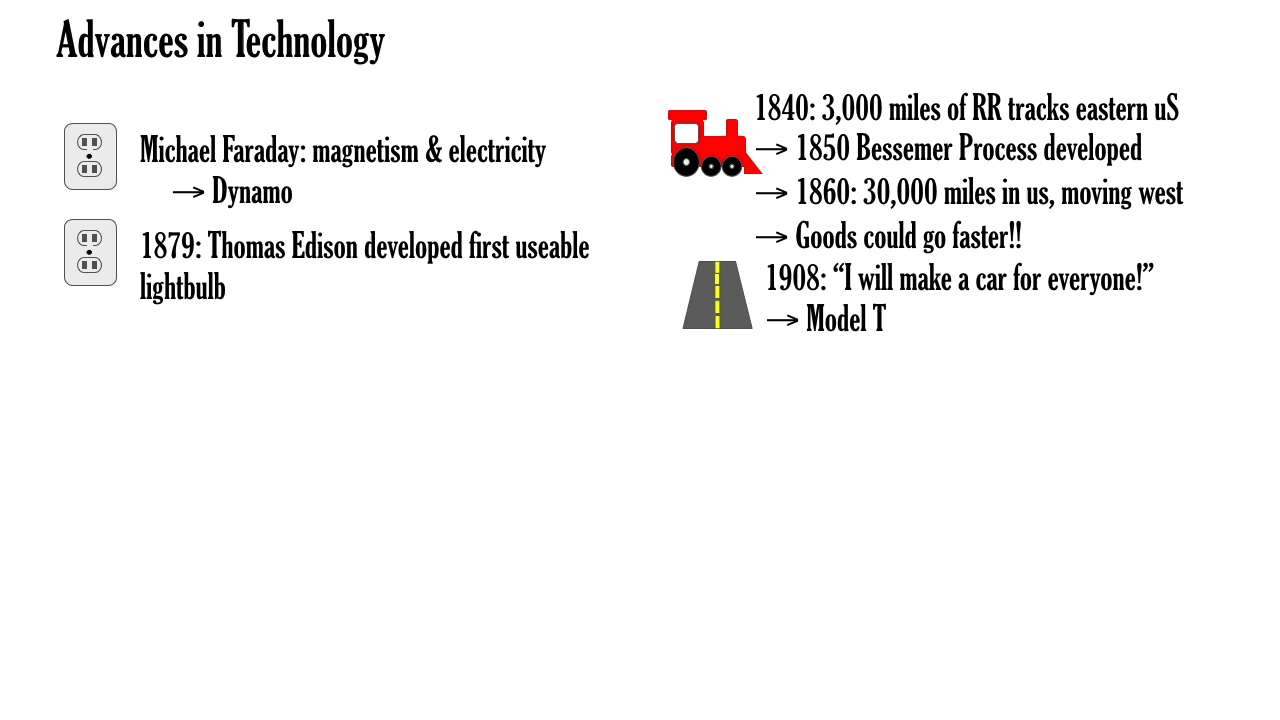 Advances in Technology
Michael Faraday: magnetism & electricity
→ Dynamo
1879: Thomas Edison developed first useable
lightbulb
1840: 3,000 miles of RR tracks eastern uS
→ 1850 Bessemer Process developed
→ 1860: 30,000 miles in us, moving west
→ Goods could go faster!!
1908: “I will make a car for everyone!”
→ Model T